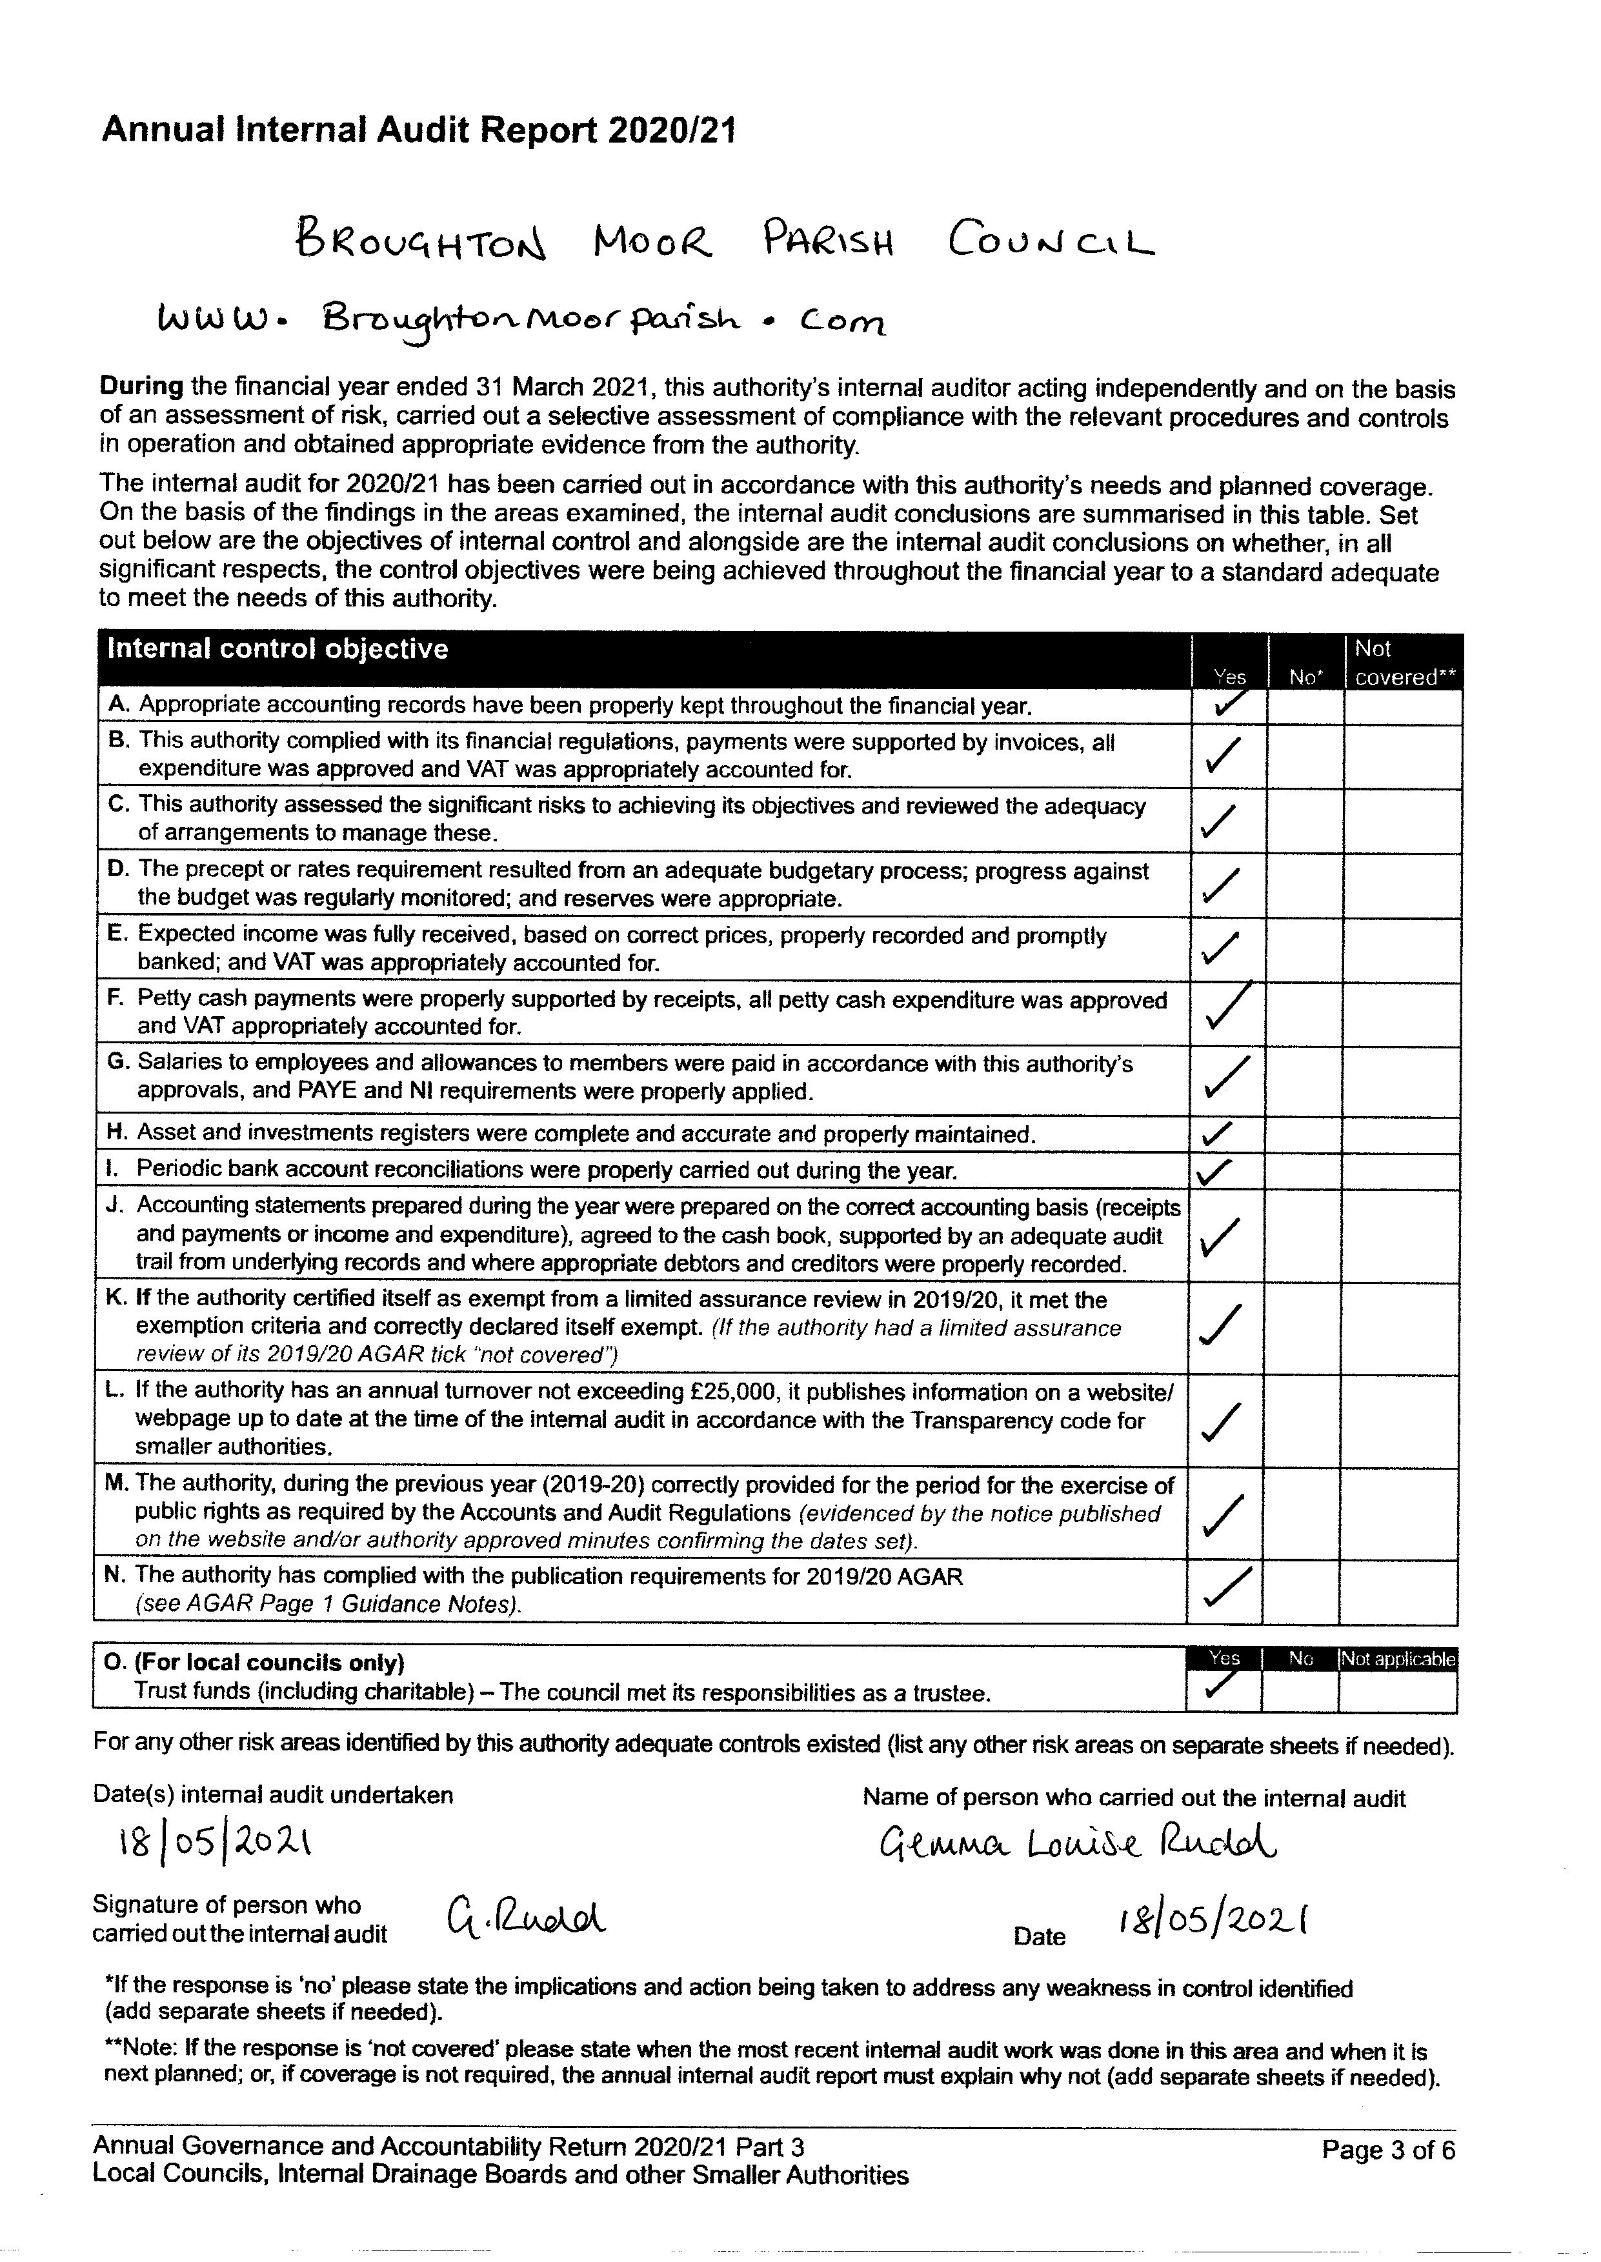 Annual Internal Audit Report 2020/21
BROUGHTON MOOR PARISH COUNCIL
WWW. BroughtonMoorparish.com
During the financial year ended 31 March 2021, this authority's internal auditor acting independently and on the basis
of an assessment of risk, carried out a selective assessment of compliance with the relevant procedures and controls
in operation and obtained appropriate evidence from the authority.
The internal audit for 2020/21 has been carried out in accordance with this authority's needs and planned coverage.
On the basis of the findings in the areas examined, the internal audit conclusions are summarised in this table. Set
out below are the objectives of internal control and alongside are the internal audit conclusions on whether, in all
significant respects, the control objectives were being achieved throughout the financial year to a standard adequate
to meet the needs of this authority.
Internal control objective Yes No* Not covered**
A. Appropriate accounting records have been properly kept throughout the financial year. ✓
B. This authority complied with its financial regulations, payments were supported by invoices, all
expenditure was approved and VAT was appropriately accounted for. ✓
C. This authority assessed the significant risks to achieving its objectives and reviewed the adequacy
of arrangements to manage these. ✓
D. The precept or rates requirement resulted from an adequate budgetary process; progress against
the budget was regularly monitored; and reserves were appropriate. ✓
E. Expected income was fully received, based on correct prices, properly recorded and promptly
banked; and VAT was appropriately accounted for. ✓
F. Petty cash payments were properly supported by receipts, all petty cash expenditure was approved
and VAT appropriately accounted for. ✓
G. Salaries to employees and allowances to members were paid in accordance with this authority's
approvals, and PAYE and NI requirements were properly applied. ✓
H. Asset and investments registers were complete and accurate and properly maintained. ✓
I. Periodic bank account reconciliations were properly carried out during the year. ✓
J. Accounting statements prepared during the year were prepared on the correct accounting basis (receipts
and payments or income and expenditure), agreed to the cash book, supported by an adequate audit
trail from underlying records and where appropriate debtors and creditors were properly recorded. ✓
K. If the authority certified itself as exempt from a limited assurance review in 2019/20, it met the
exemption criteria and correctly declared itself exempt. (If the authority had a limited assurance
review of its 2019/20 AGAR tick "not covered") ✓
L. If the authority has an annual turnover not exceeding £25,000, it publishes information on a website/
webpage up to date at the time of the internal audit in accordance with the Transparency code for
smaller authorities. ✓
M. The authority, during the previous year (2019-20) correctly provided for the period for the exercise of
public rights as required by the Accounts and Audit Regulations (evidenced by the notice published
on the website and/or authority approved minutes confirming the dates set). ✓
N. The authority has complied with the publication requirements for 2019/20 AGAR
(see AGAR Page 1 Guidance Notes). ✓
O. (For local councils only) Yes No Not applicable
Trust funds (including charitable) – The council met its responsibilities as a trustee. ✓
For any other risk areas identified by this authority adequate controls existed (list any other risk areas on separate sheets if needed).
Date(s) internal audit undertaken Name of person who carried out the internal audit
18/05/2021 Gemma Louise Rudd
Signature of person who
carried out the internal audit G.Rudd Date 18/05/2021
*If the response is 'no' please state the implications and action being taken to address any weakness in control identified
(add separate sheets if needed).
**Note: If the response is 'not covered' please state when the most recent internal audit work was done in this area and when it is
next planned; or, if coverage is not required, the annual internal audit report must explain why not (add separate sheets if needed).
Annual Governance and Accountability Return 2020/21 Part 3 Page 3 of 6
Local Councils, Internal Drainage Boards and other Smaller Authorities